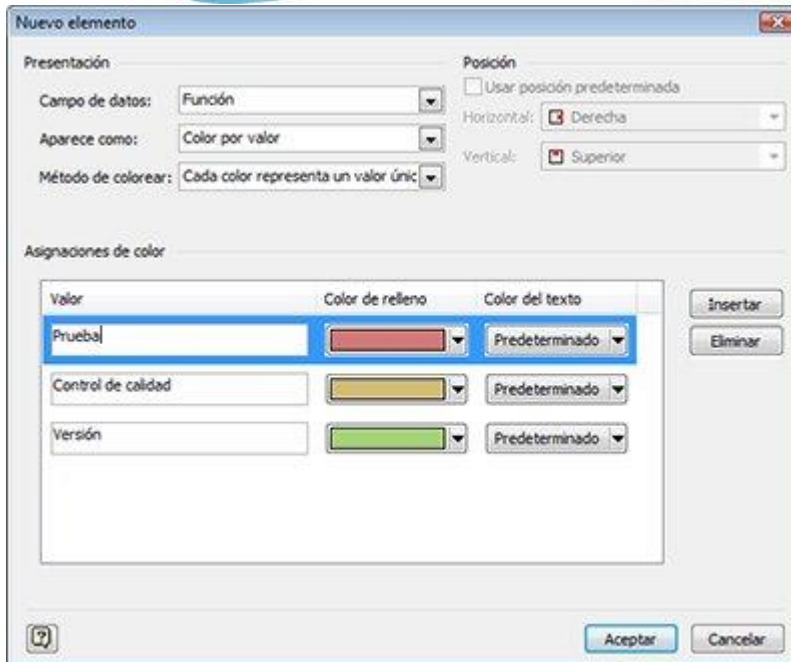 Nuevo elemento
Presentación
Posición
Campo de datos: Función
Usar posición predeterminada
Aparece como: Color por valor
Horizontal: Derecha
Método de colorear: Cada color representa un valor únic
Vertical: Superior
Asignaciones de color
Valor Color de relleno Color del texto
Insertar
Prueba Predeterminado
Eliminar
Control de calidad Predeterminado
Versión Predeterminado
Aceptar Cancelar